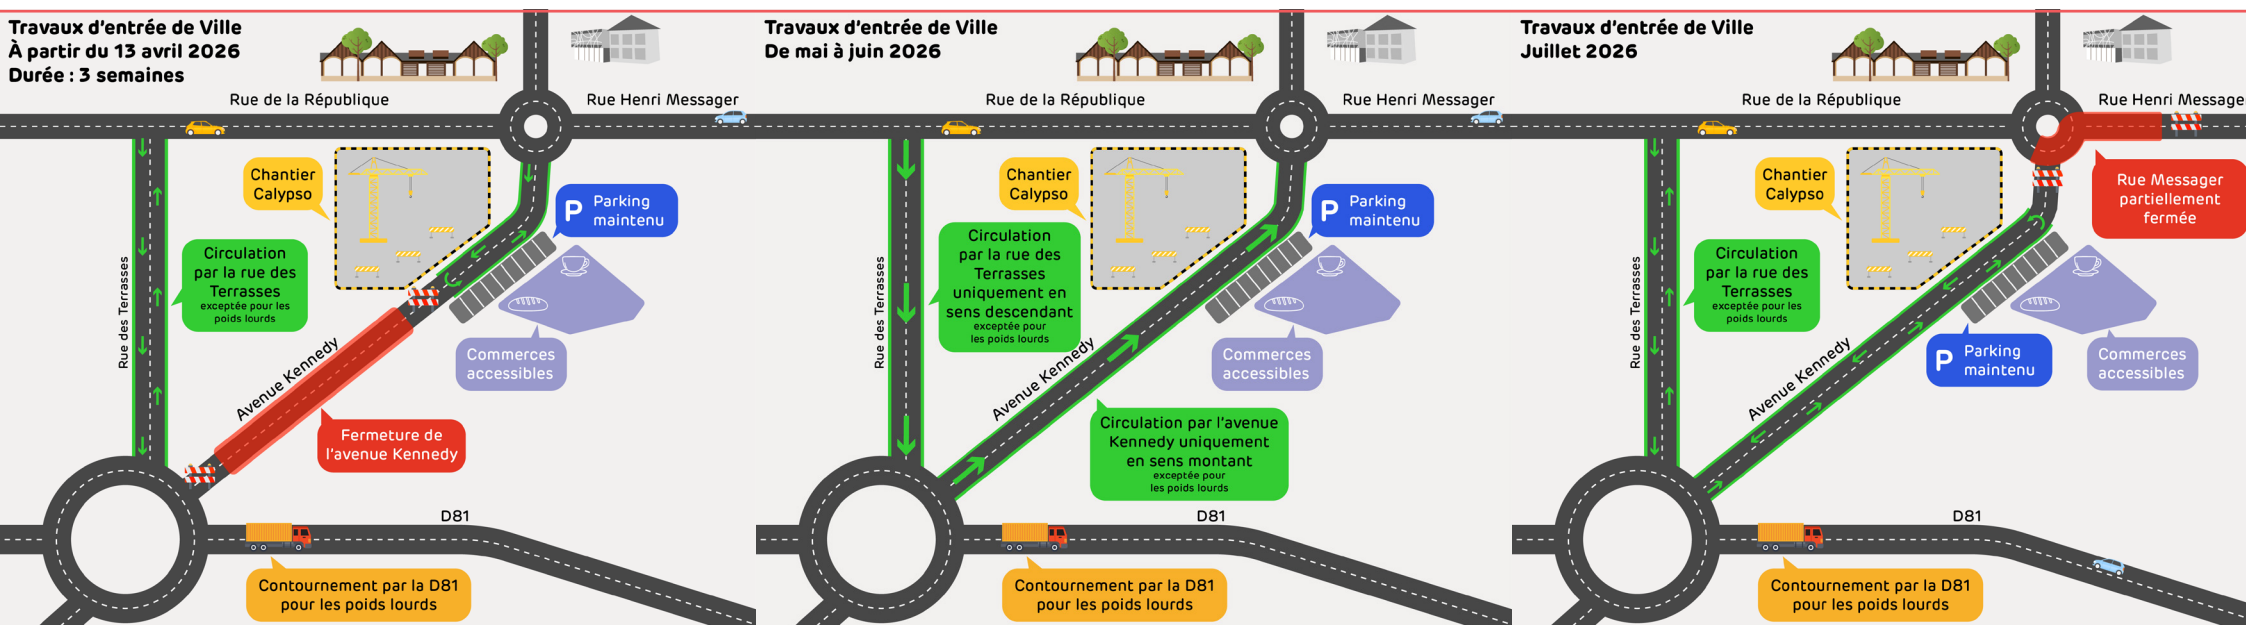 Travaux d'entrée de Ville
À partir du 13 avril 2026
Durée : 3 semaines
Rue de la République
Rue Henri Messager
Chantier
Calypso
P
Parking
maintenu
Circulation
par la rue des
Terrasses
exceptée pour les
poids lourds
Rue des Terrasses
Avenue Kennedy
Commerces
accessibles
Fermeture de
l'avenue Kennedy
D81
Contournement par la D81
pour les poids lourds
Travaux d'entrée de Ville
De mai à juin 2026
Rue de la République
Rue Henri Messager
Chantier
Calypso
P
Parking
maintenu
Circulation
par la rue des
Terrasses
uniquement en
sens descendant
exceptée pour
les poids lourds
Rue des Terrasses
Avenue Kennedy
Commerces
accessibles
Circulation par l'avenue
Kennedy uniquement
en sens montant
exceptée pour
les poids lourds
D81
Contournement par la D81
pour les poids lourds
Travaux d'entrée de Ville
Juillet 2026
Rue de la République
Rue Henri Message
Chantier
Calypso
Rue Messager
partiellement
fermée
Circulation
par la rue des
Terrasses
exceptée pour les
poids lourds
Rue des Terrasses
Avenue Kennedy
P
Parking
maintenu
Commerces
accessibles
D81
Contournement par la D81
pour les poids lourds